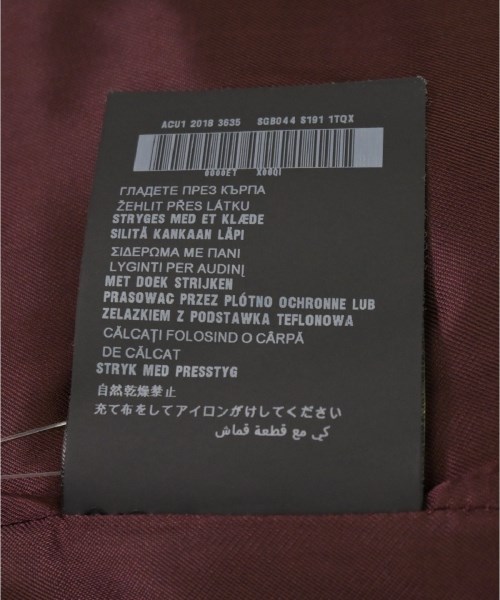 ACU1 2018 3635 SGB044 S191 1TQX
ГЛАДЕТЕ ПРЕЗ КЪРПА
ŽEHLIT PŘES LÁTKU
STRYGES MED ET KLÆDE
SILITÄ KANKAAN LÄPI
ΣΙΔΕΡΩΜΑ ΜΕ ΠΑΝΙ
LYGINTI PER AUDINĮ
MET DOEK STRIJKEN
PRASOWAC PRZEZ PLÓTNO OCHRONNE LUB
ZELAZKIEM Z PODSTAWKA TEFLONOWA
CĂLCAŢI FOLOSIND O CÂRPĂ
DE CĂLCAT
STRYK MED PRESSTYG
自然乾燥禁止
充て布をしてアイロンがけしてください
كي مع قطعة قماش